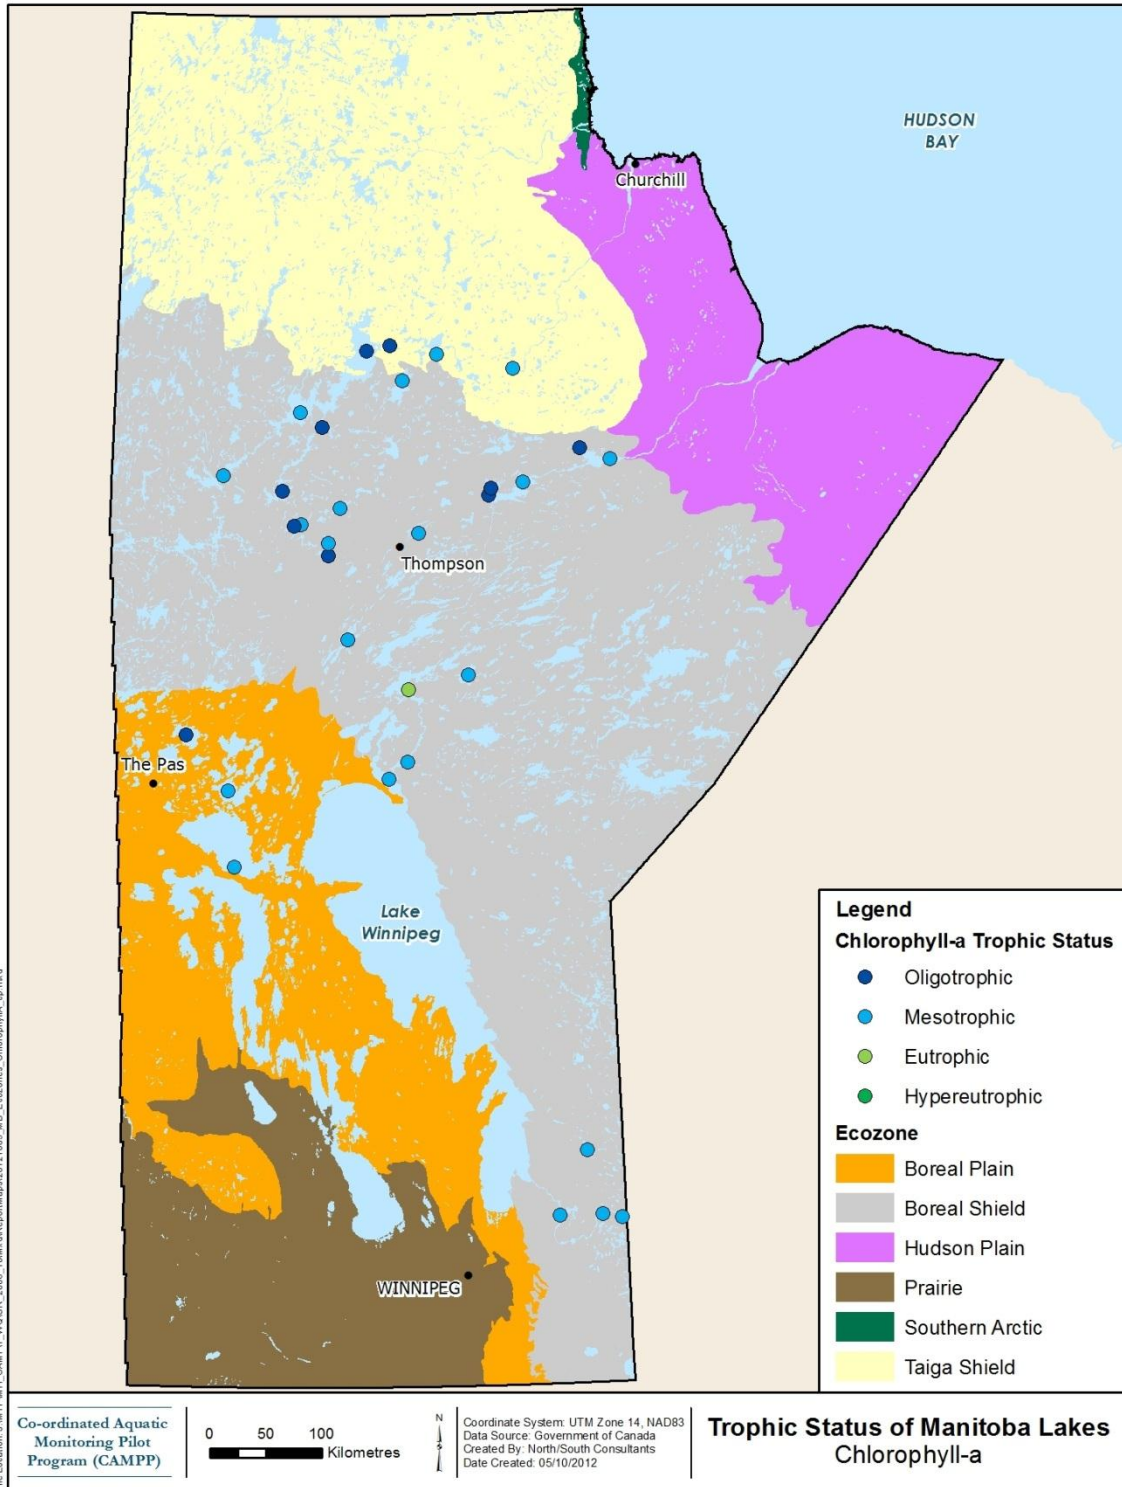 HUDSON
BAY
Churchill
Thompson
The Pas
Lake
Winnipeg
WINNIPEG
Legend
Chlorophyll-a Trophic Status
Oligotrophic
Mesotrophic
Eutrophic
Hypereutrophic
Ecozone
Boreal Plain
Boreal Shield
Hudson Plain
Prairie
Southern Arctic
Taiga Shield
Co-ordinated Aquatic
Monitoring Pilot
Program (CAMPP)
0 50 100
Kilometres
N
Coordinate System: UTM Zone 14, NAD83
Data Source: Government of Canada
Created By: North/South Consultants
Date Created: 05/10/2012
Trophic Status of Manitoba Lakes
Chlorophyll-a